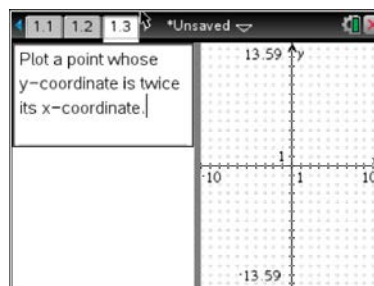 1.1 1.2 1.3 *Unsaved
Plot a point whose
y-coordinate is twice
its x-coordinate.
13.59 y
1
-10 1 10
-13.59